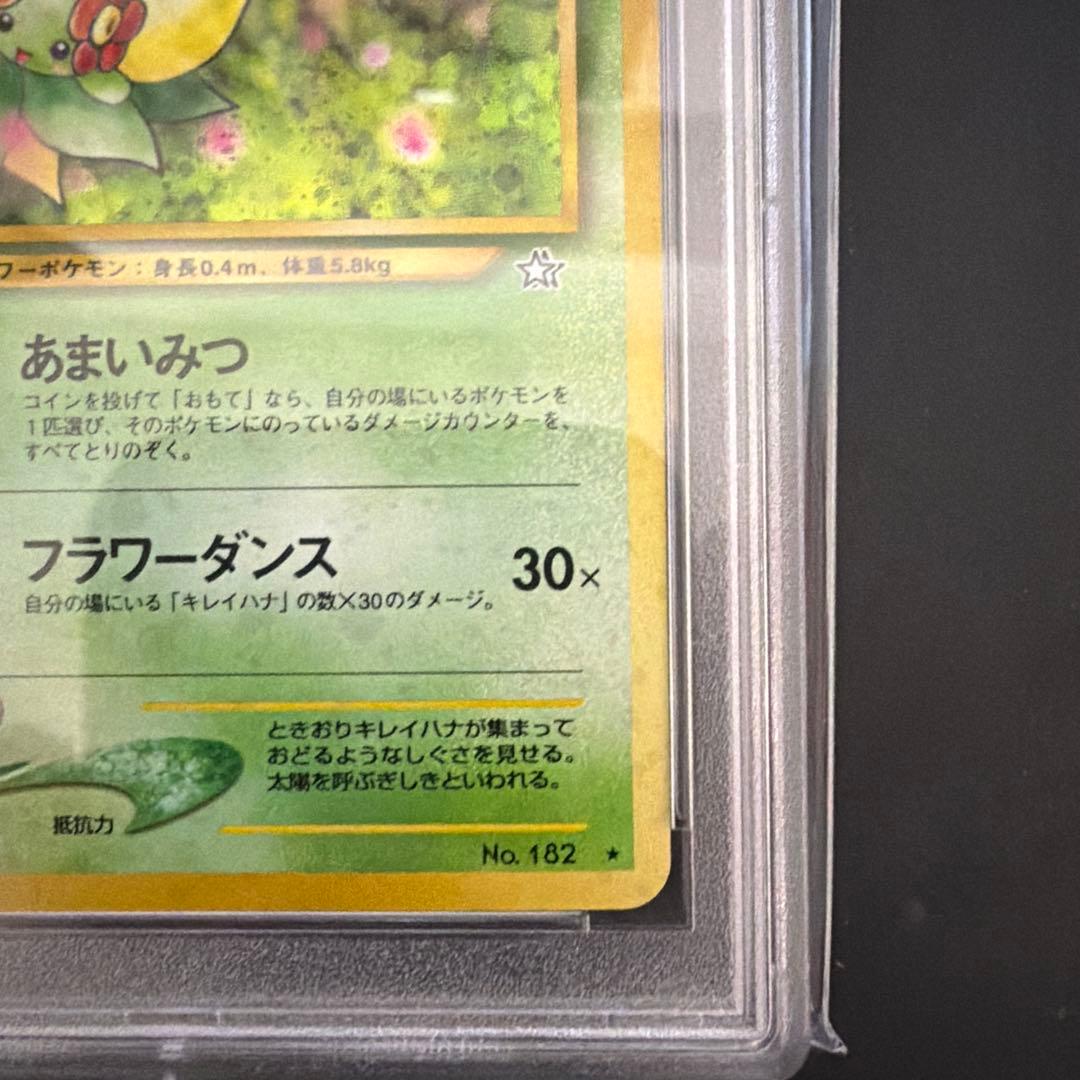 ワーポケモン：身長0.4m、体重5.8kg
あまいみつ
コインを投げて「おもて」なら、自分の場にいるポケモンを
1匹選び、そのポケモンにのっているダメージカウンターを、
すべてとりのぞく。
フラワーダンス 30×
自分の場にいる「キレイハナ」の数×30のダメージ。
ときおりキレイハナが集まって
おどるようなしぐさを見せる。
太陽を呼ぶぎしきといわれる。
抵抗力
No. 182 ★